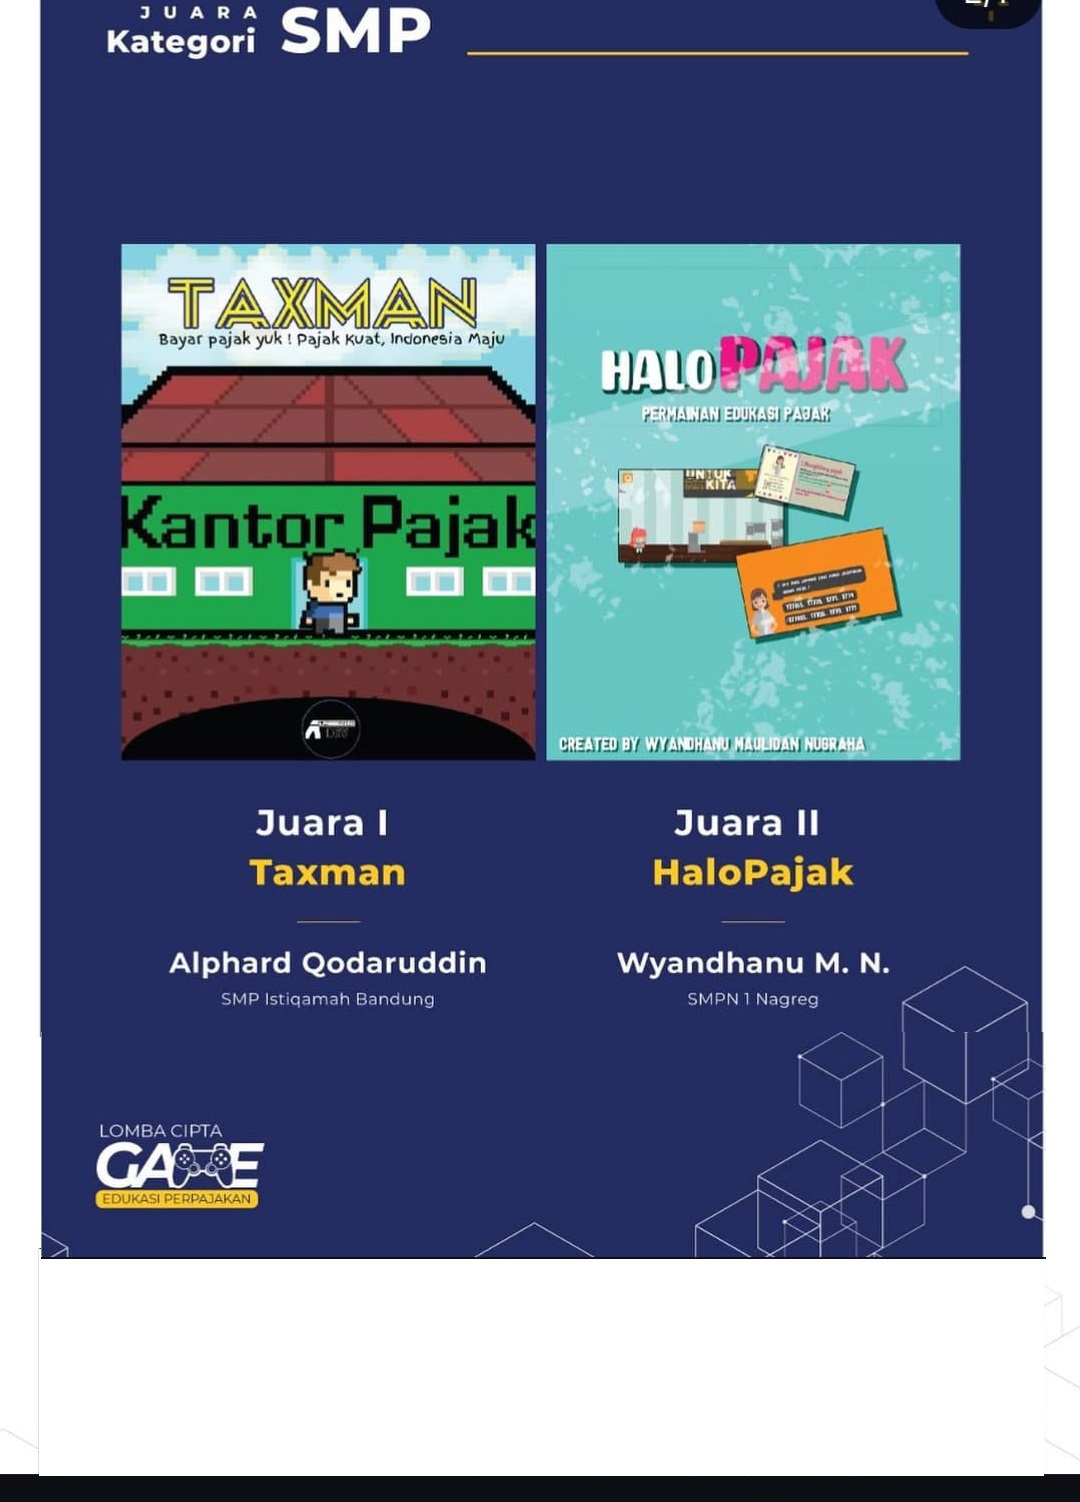 JUARA
Kategori SMP
TAXMAN
Bayar pajak yuk ! Pajak Kuat, Indonesia Maju
Kantor Pajak
HALOPAJAK
PERMAINAN EDUKASI PAJAK
UNTUK
KITA
CREATED BY WYANDHANU MAULIDAN NUGRAHA
Juara I
Taxman
Alphard Qodaruddin
SMP Istiqamah Bandung
Juara II
HaloPajak
Wyandhanu M. N.
SMPN 1 Nagreg
LOMBA CIPTA
GAME
EDUKASI PERPAJAKAN